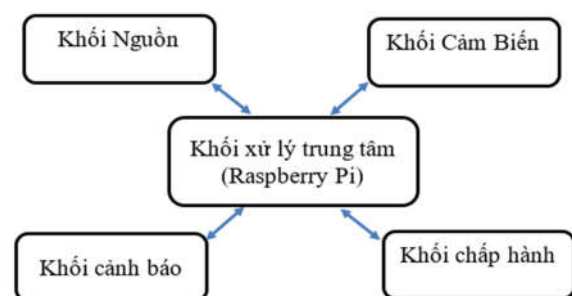 Khối Nguồn
Khối Cảm Biến
Khối xử lý trung tâm
(Raspberry Pi)
Khối cảnh báo
Khối chấp hành